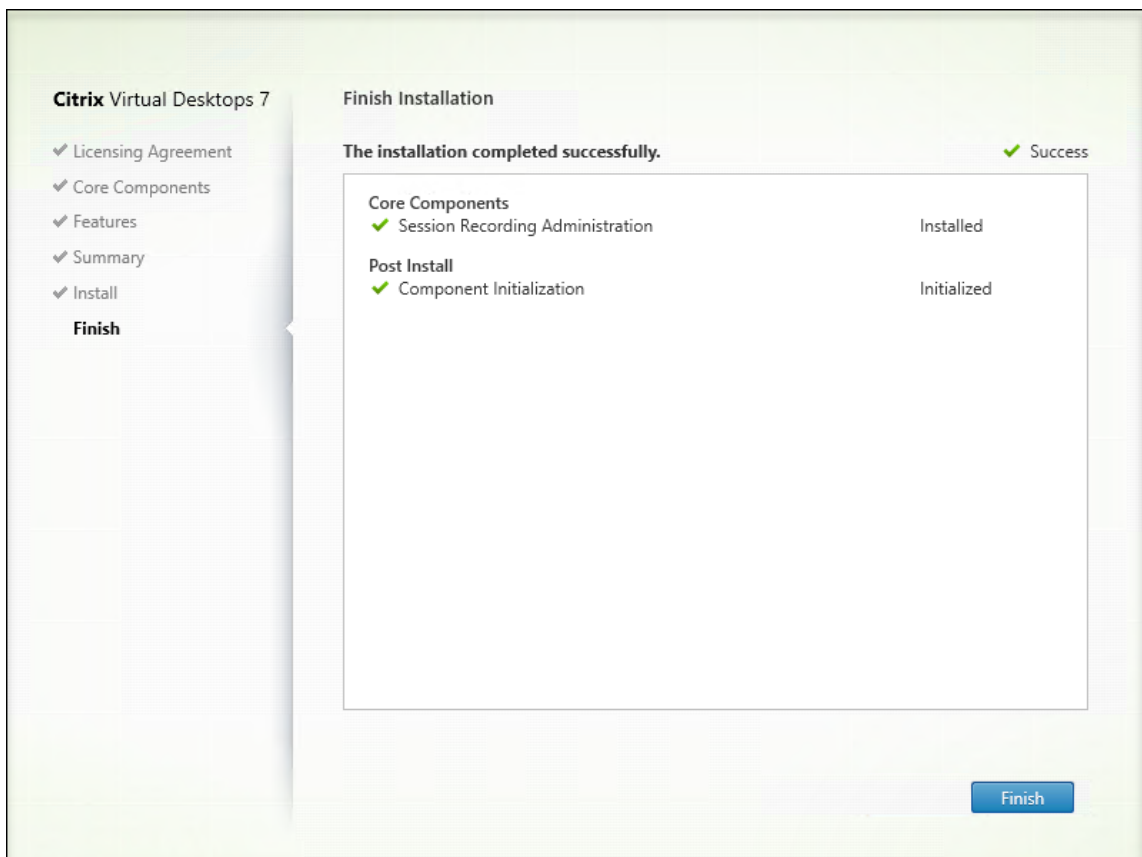 Citrix Virtual Desktops 7
Licensing Agreement
Core Components
Features
Summary
Install
Finish
Finish Installation
The installation completed successfully.
Success
Core Components
Session Recording Administration Installed
Post Install
Component Initialization Initialized
Finish